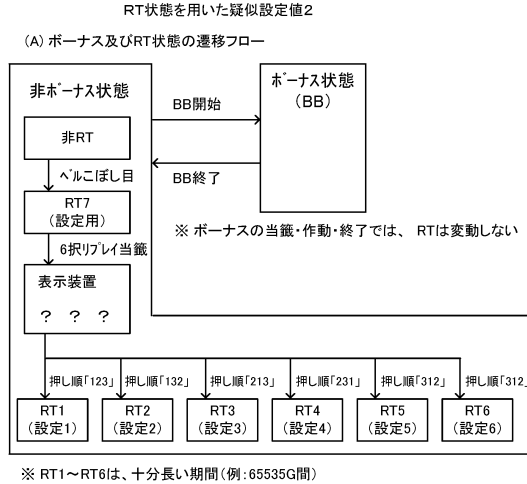 RT状態を用いた疑似設定値2
(A) ボーナス及びRT状態の遷移フロー
非ボーナス状態
ボーナス状態
(BB)
BB開始
BB終了
非RT
ベルこぼし目
RT7
(設定用)
※ ボーナスの当籤・作動・終了では、 RTは変動しない
6択リプレイ当籤
表示装置
? ? ?
押し順「123」
押し順「132」
押し順「213」
押し順「231」
押し順「312」
押し順「312」
RT1
(設定1)
RT2
(設定2)
RT3
(設定3)
RT4
(設定4)
RT5
(設定5)
RT6
(設定6)
※ RT1～RT6は、十分長い期間(例:65535G間)